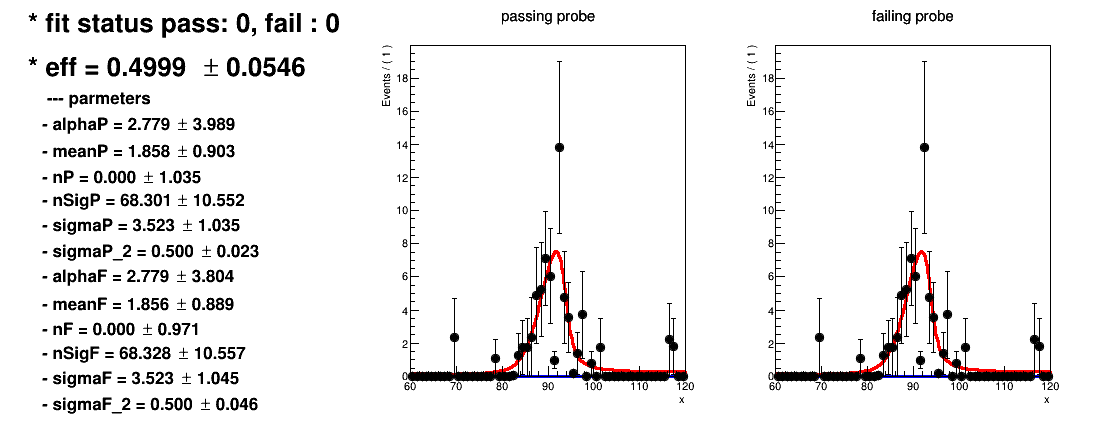 * fit status pass: 0, fail : 0
* eff = 0.4999 ± 0.0546
--- parmeters
- alphaP = 2.779 ± 3.989
- meanP = 1.858 ± 0.903
- nP = 0.000 ± 1.035
- nSigP = 68.301 ± 10.552
- sigmaP = 3.523 ± 1.035
- sigmaP_2 = 0.500 ± 0.023
- alphaF = 2.779 ± 3.804
- meanF = 1.856 ± 0.889
- nF = 0.000 ± 0.971
- nSigF = 68.328 ± 10.557
- sigmaF = 3.523 ± 1.045
- sigmaF_2 = 0.500 ± 0.046
passing probe
Events / ( 1 )
18
16
14
12
10
8
6
4
2
0
60 70 80 90 100 110 120
x
failing probe
Events / ( 1 )
18
16
14
12
10
8
6
4
2
0
60 70 80 90 100 110 120
x